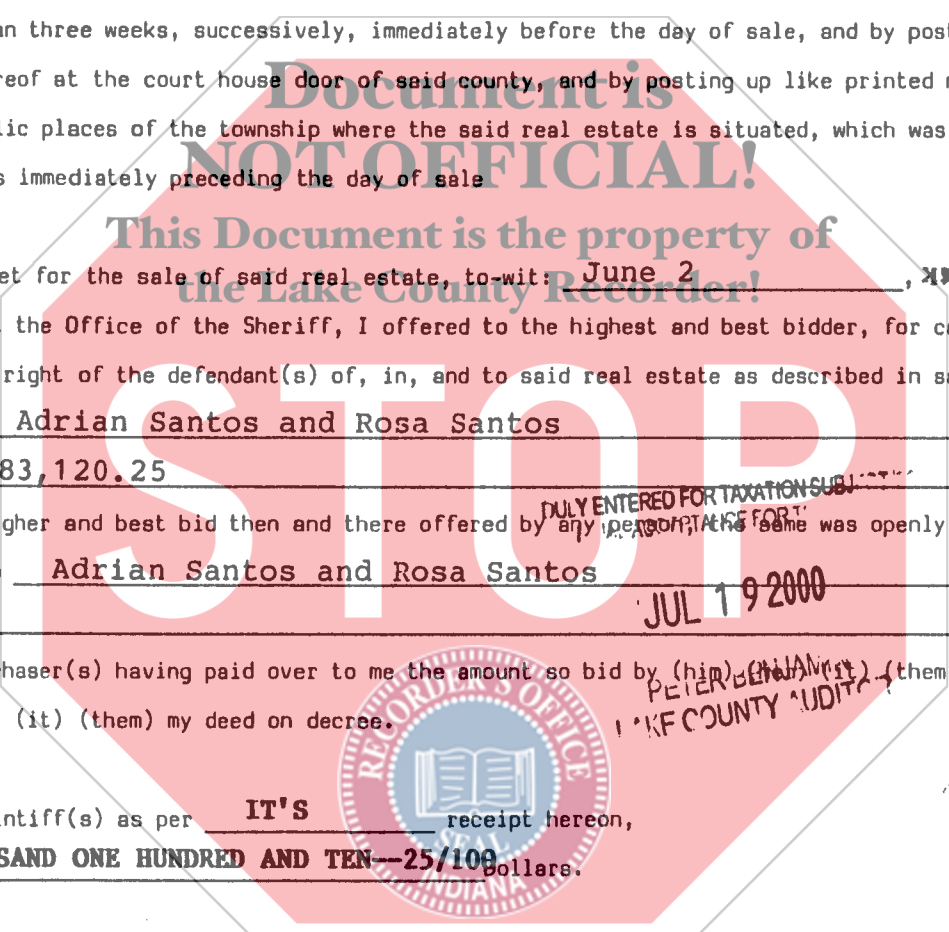 an three weeks, successively, immediately before the day of sale, and by post
reof at the court house door of said county, and by posting up like printed
Document is
lic places of the township where the said real estate is situated, which was
NOT OFFICIAL!
s immediately preceding the day of sale
This Document is the property of
et for the sale of said real estate, to-wit: June 2 ,
the Lake County Recorder!
the Office of the Sheriff, I offered to the highest and best bidder, for c
right of the defendant(s) of, in, and to said real estate as described in s
STOP
Adrian Santos and Rosa Santos
83,120.25
DULY ENTERED FOR TAXATION
gher and best bid then and there offered by any person, the same was openly
Adrian Santos and Rosa Santos
JUL 19 2000
haser(s) having paid over to me the amount so bid by (him) (her) (it) (them
PETER
(it) (them) my deed on decree.
LAKE COUNTY AUDITOR
RECORDER'S OFFICE
ntiff(s) as per IT'S receipt hereon,
SEAL
SAND ONE HUNDRED AND TEN--25/100 Dollars.
INDIANA